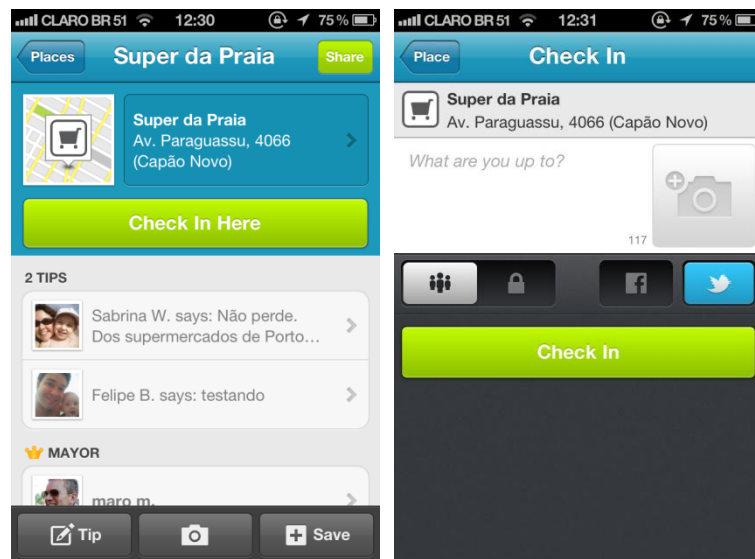 CLARO BR 51 12:30 75%
Places
Super da Praia
Share
Super da Praia
Av. Paraguassu, 4066
(Capão Novo)
Check In Here
2 TIPS
Sabrina W. says: Não perde.
Dos supermercados de Porto…
Felipe B. says: testando
MAYOR
maro m.
Tip
Save
CLARO BR 51 12:31 75%
Place
Check In
Super da Praia
Av. Paraguassu, 4066 (Capão Novo)
What are you up to?
117
Check In